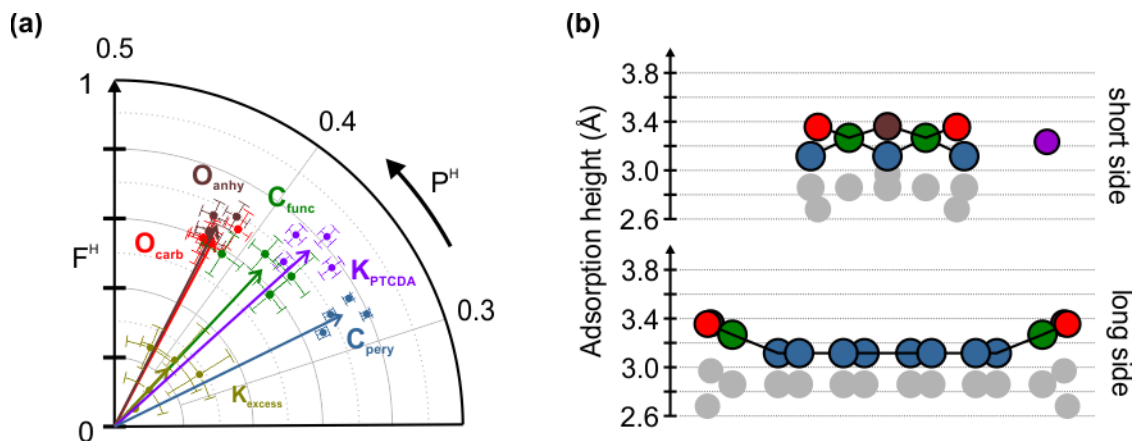 (a)
0.5
1
0.4
P^H
O_anhy
C_func
O_carb
F^H
K_PTCDA
0.3
C_pery
K_excess
0
(b)
Adsorption height (Å)
3.8
3.4
3.0
2.6
short side
3.8
3.4
3.0
2.6
long side